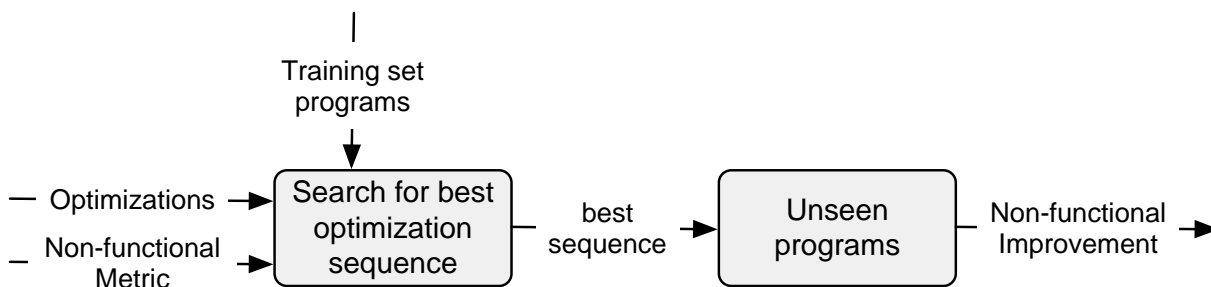 Training set
programs
Optimizations
Non-functional
Metric
Search for best
optimization
sequence
best
sequence
Unseen
programs
Non-functional
Improvement